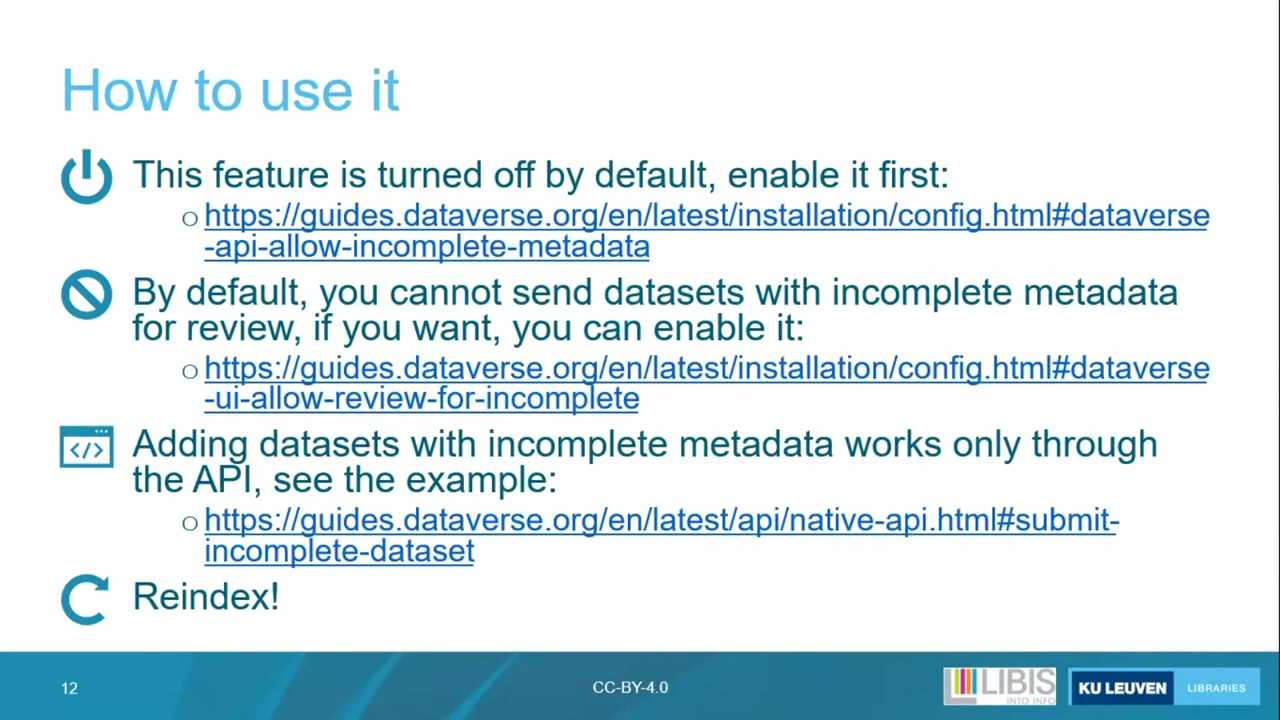 How to use it
This feature is turned off by default, enable it first:
https://guides.dataverse.org/en/latest/installation/config.html#dataverse
-api-allow-incomplete-metadata
By default, you cannot send datasets with incomplete metadata
for review, if you want, you can enable it:
https://guides.dataverse.org/en/latest/installation/config.html#dataverse
-ui-allow-review-for-incomplete
</>
Adding datasets with incomplete metadata works only through
the API, see the example:
https://guides.dataverse.org/en/latest/api/native-api.html#submit-
incomplete-dataset
Reindex!
12
CC-BY-4.0
LIBIS
INTO INFO
KU LEUVEN
LIBRARIES